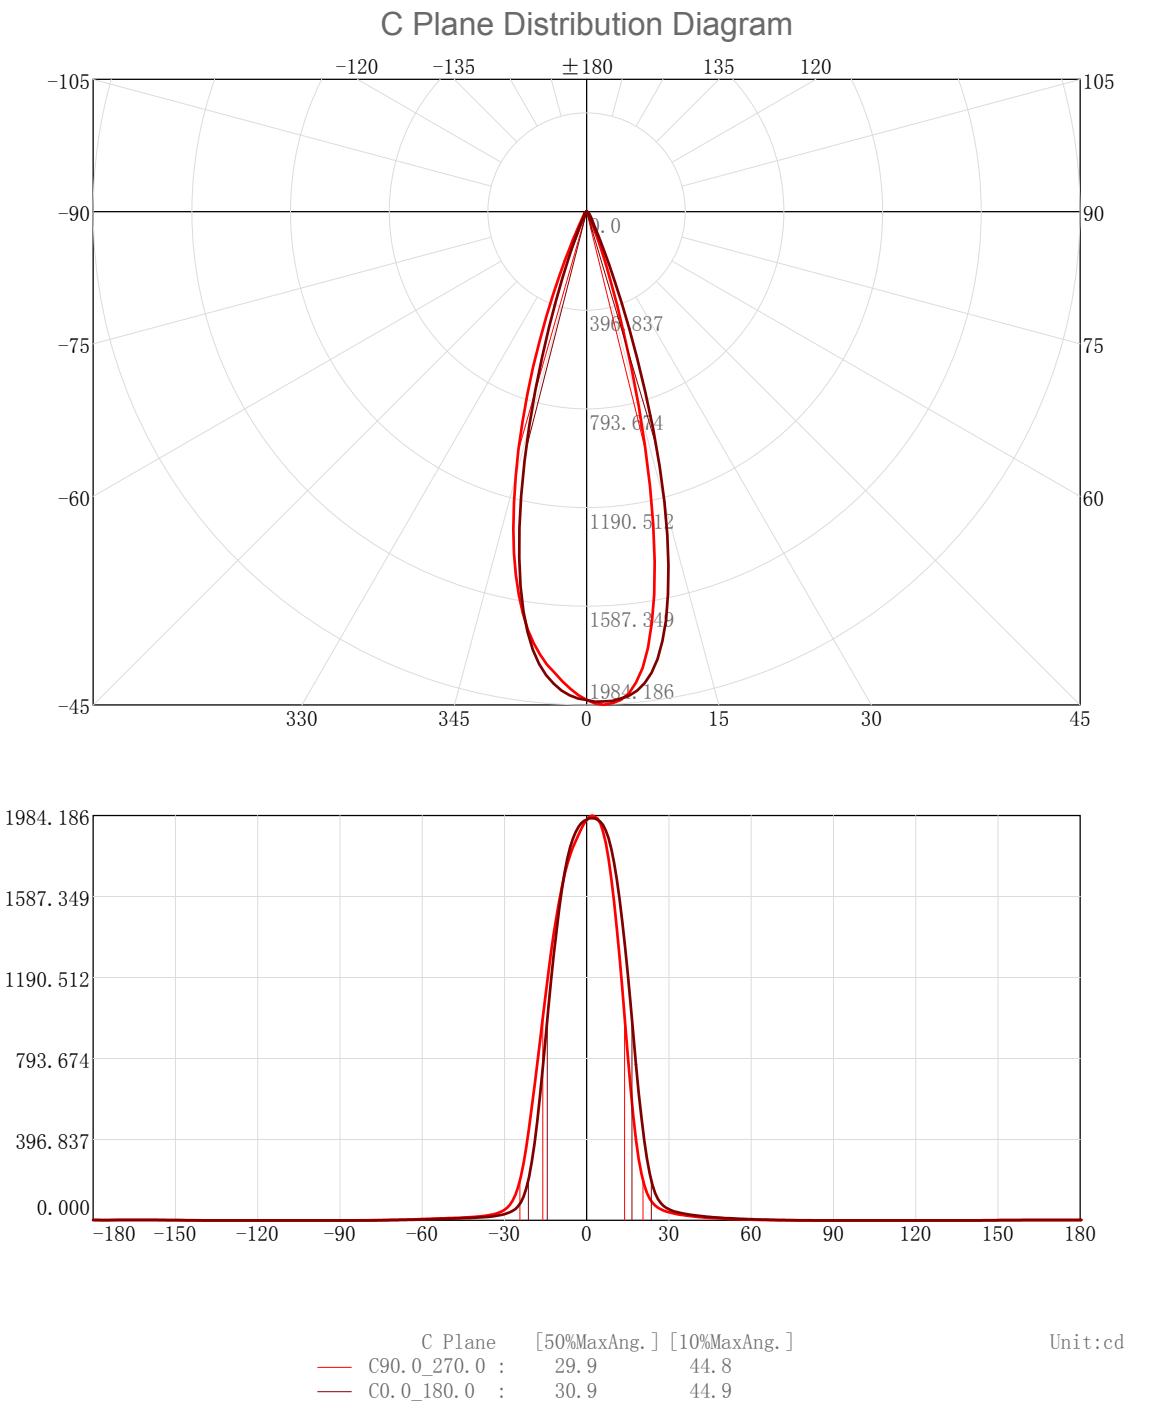 C Plane Distribution Diagram
-120 -135 ±180 135 120
-105 105
-90 90
0.0
396.837
-75 75
793.674
-60 60
1190.512
1587.349
1984.186
-45
330 345 0 15 30 45
1984.186
1587.349
1190.512
793.674
396.837
0.000
-180 -150 -120 -90 -60 -30 0 30 60 90 120 150 180
C Plane [50%MaxAng.] [10%MaxAng.] Unit:cd
C90.0_270.0 : 29.9 44.8
C0.0_180.0 : 30.9 44.9